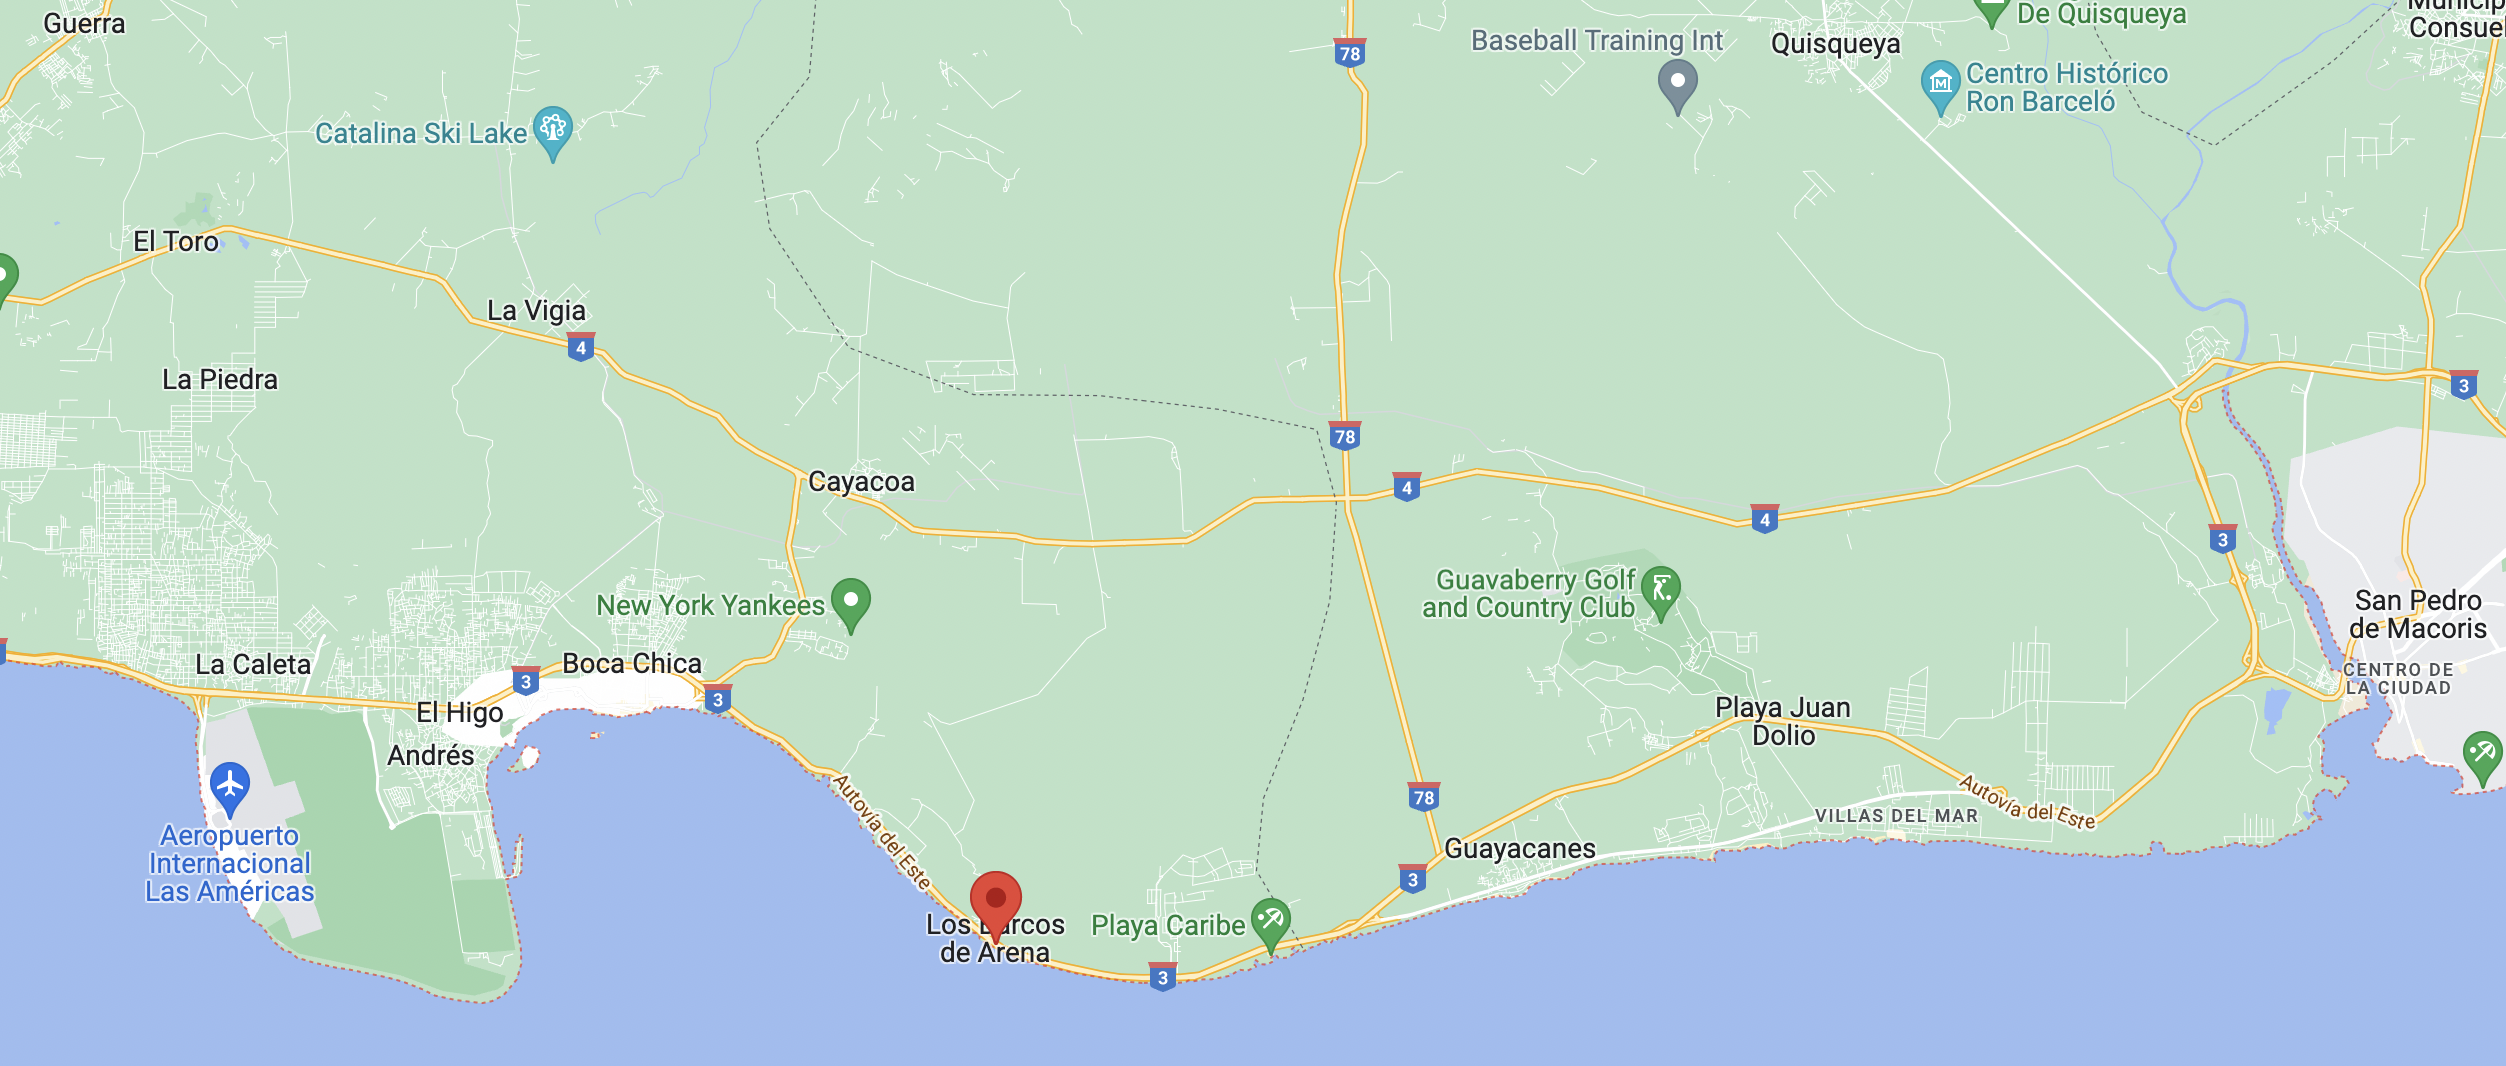 Guerra
De Quisqueya
Consuel
Baseball Training Int
Quisqueya
78
Centro Histórico
Ron Barceló
Catalina Ski Lake
El Toro
La Vigia
4
La Piedra
3
78
Cayacoa
4
4
3
New York Yankees
Guavaberry Golf
and Country Club
San Pedro
de Macoris
La Caleta
Boca Chica
3
3
CENTRO DE
LA CIUDAD
El Higo
Andrés
Playa Juan
Dolio
Autovía del Este
78
Autovía del Este
VILLAS DEL MAR
Aeropuerto
Internacional
Las Américas
Guayacanes
3
Los Barcos
de Arena
Playa Caribe
3